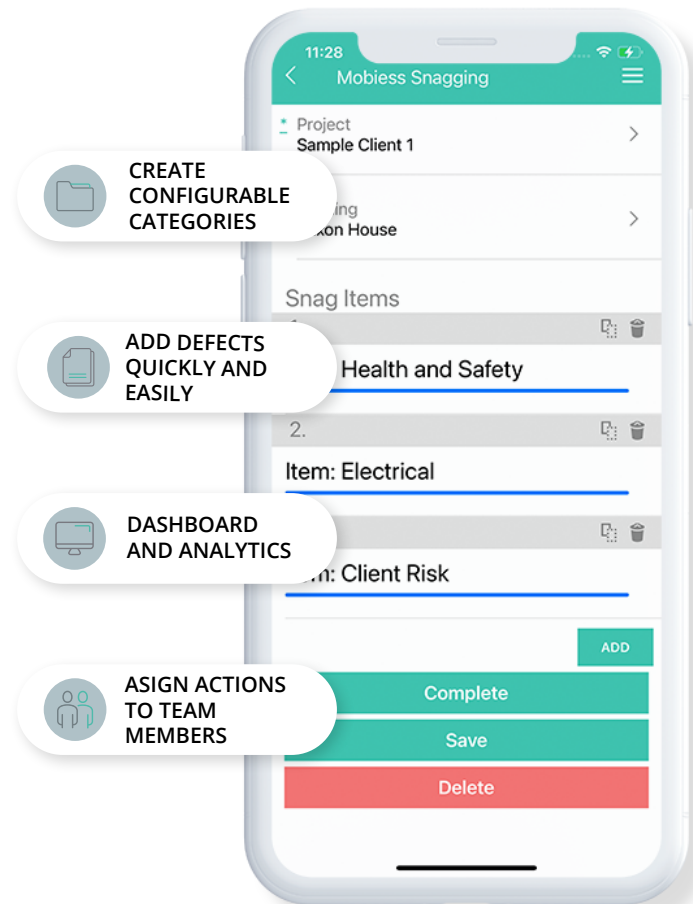 11:28
Mobiess Snagging
* Project
Sample Client 1
CREATE
CONFIGURABLE
CATEGORIES
House
Snag Items
ADD DEFECTS
QUICKLY AND
EASILY
Health and Safety
2.
Item: Electrical
DASHBOARD
AND ANALYTICS
Client Risk
ADD
ASIGN ACTIONS
TO TEAM
MEMBERS
Complete
Save
Delete